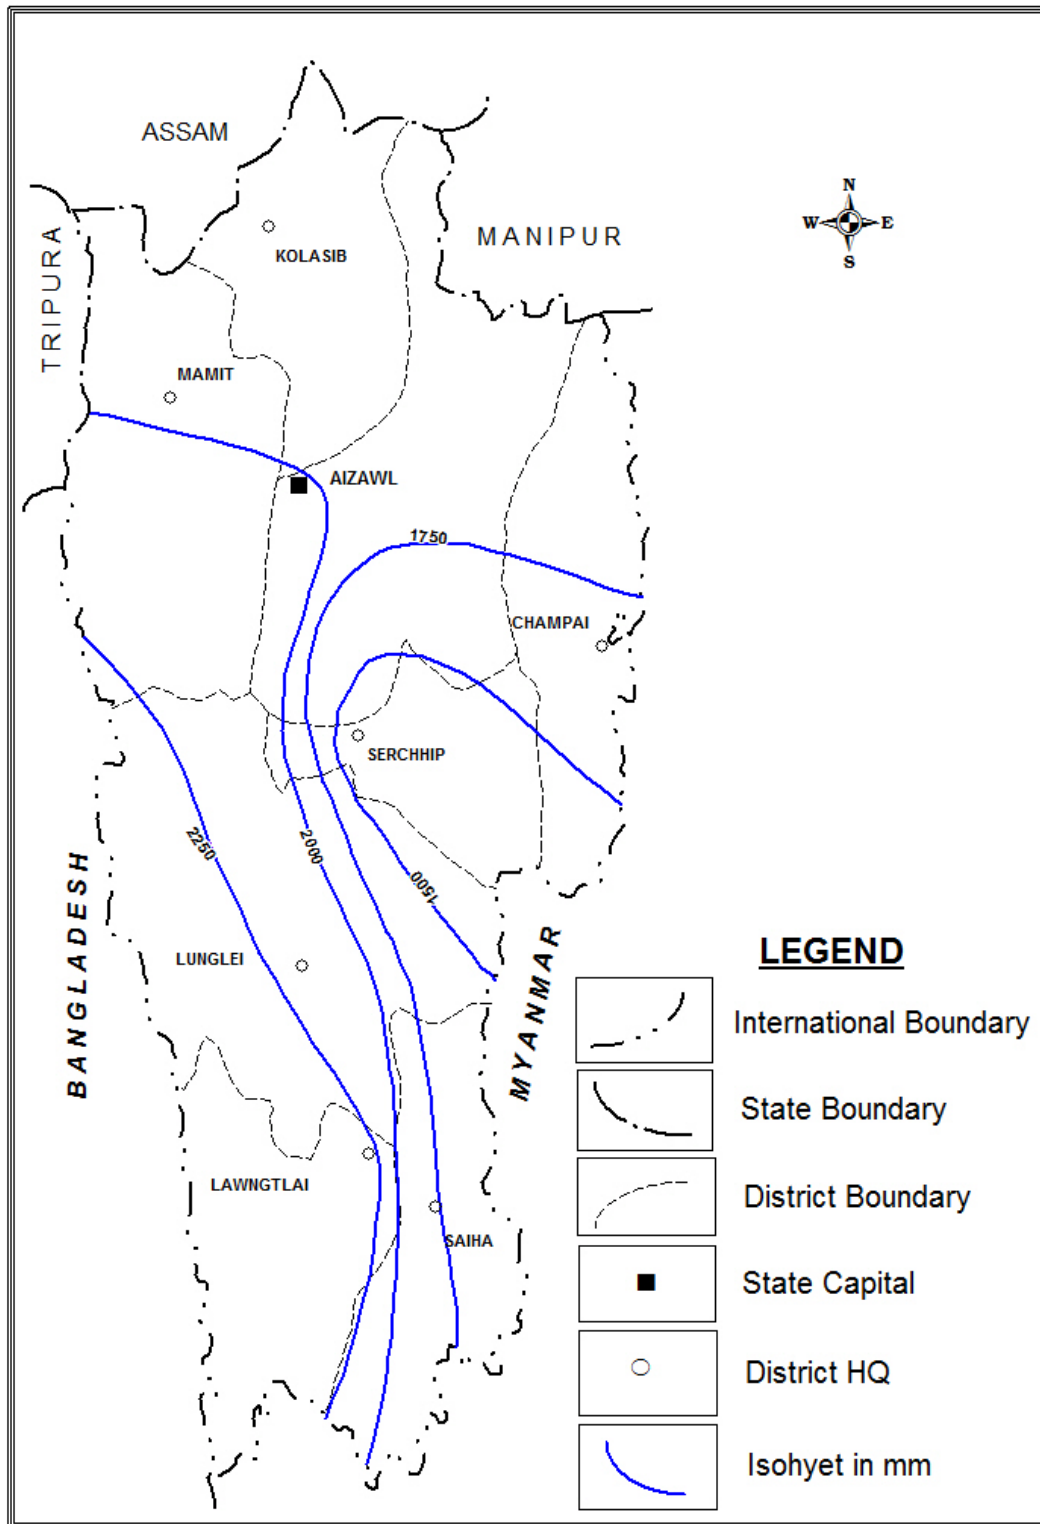 ASSAM
N
W
E
S
MANIPUR
TRIPURA
KOLASIB
MAMIT
AIZAWL
1750
CHAMPAI
SERCHHIP
2250
2000
1500
BANGLADESH
LUNGLEI
MYANMAR
LAWNGTLAI
SAIHA
LEGEND
International Boundary
State Boundary
District Boundary
State Capital
District HQ
Isohyet in mm